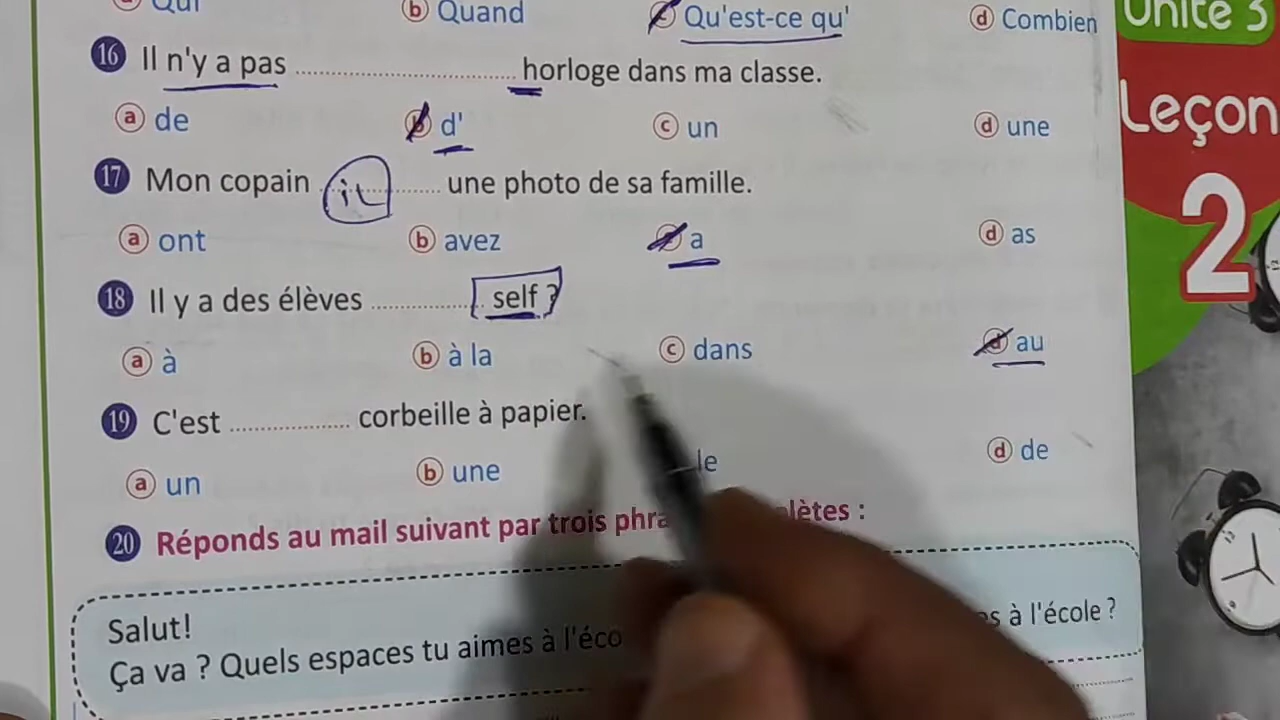 Qui
b Quand
c Qu'est-ce qu'
d Combien
16 Il n'y a pas .................................. horloge dans ma classe.
a de
b d'
c un
d une
17 Mon copain .................. une photo de sa famille.
il
a ont
b avez
c a
d as
18 Il y a des élèves ................ self ?
a à
b à la
c dans
d au
19 C'est .................. corbeille à papier.
a un
b une
le
d de
20 Réponds au mail suivant par trois :
Salut!
Ça va ? Quels espaces tu aimes à à l'école ?
Unité 3
Leçon
2